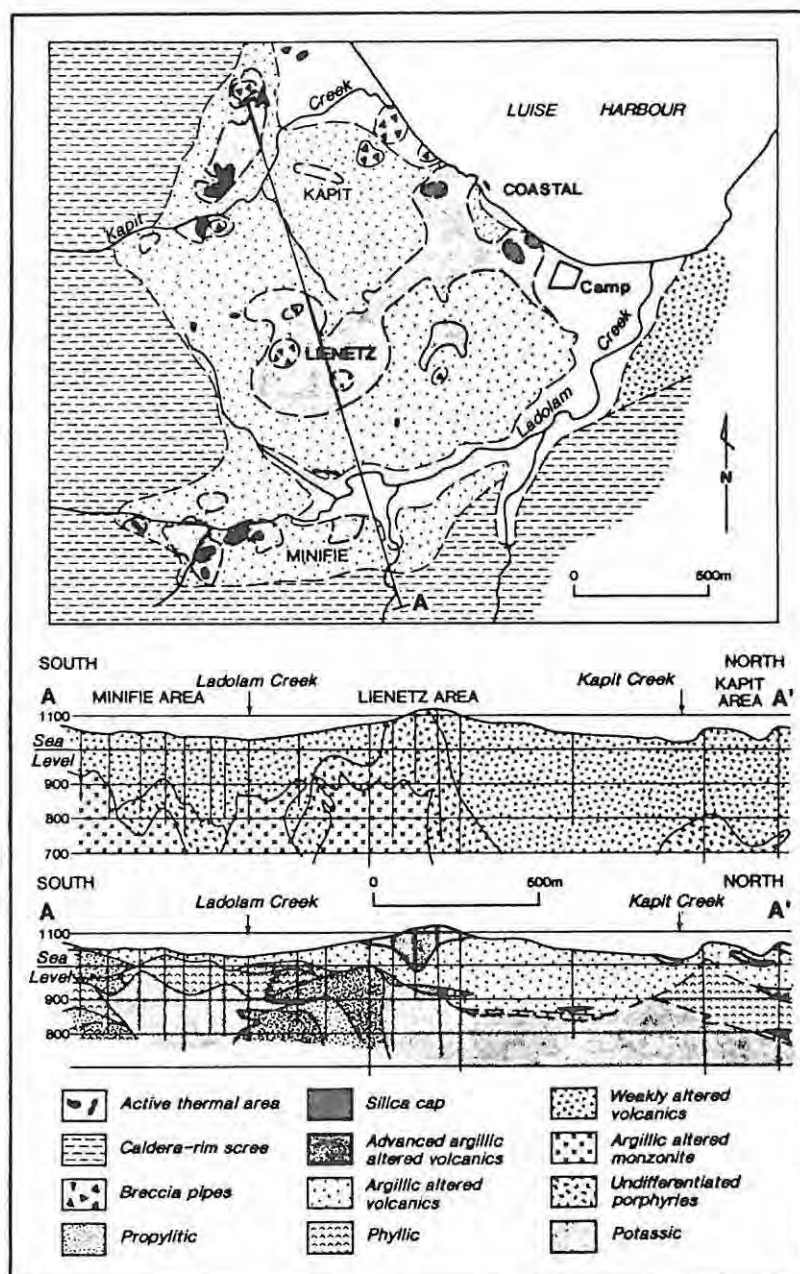 LUISE HARBOUR
Creek
KAPIT
COASTAL
Kapit
Camp
LIENETZ
Creek
Ladolam
N
MINIFIE
0 500m
A
SOUTH NORTH
Ladolam Creek Kapit Creek KAPIT
A MINIFIE AREA LIENETZ AREA AREA A'
1100
Sea
Level
900
800
700
SOUTH 0 500m NORTH
Ladolam Creek Kapit Creek
A A'
1100
Sea
Level
900
800
Active thermal area Silica cap Weakly altered volcanics
Caldera-rim scree Advanced argillic altered volcanics Argillic altered monzonite
Breccia pipes Argillic altered volcanics Undifferentiated porphyries
Propylitic Phyllic Potassic